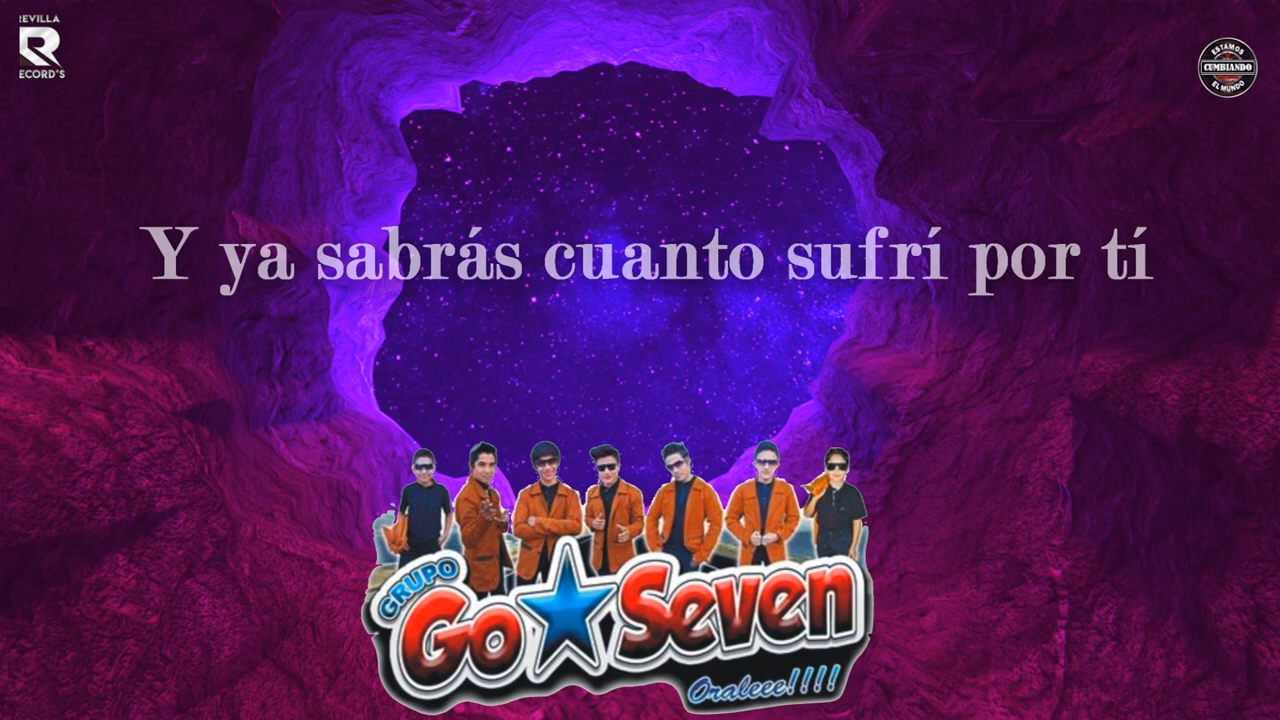 REVILLA
R
RECORD'S
ESTAMOS
CUMBIANDO
EL MUNDO
Y ya sabrás cuanto sufrí por tí
GRUPO
Go Seven
Oraleee!!!!